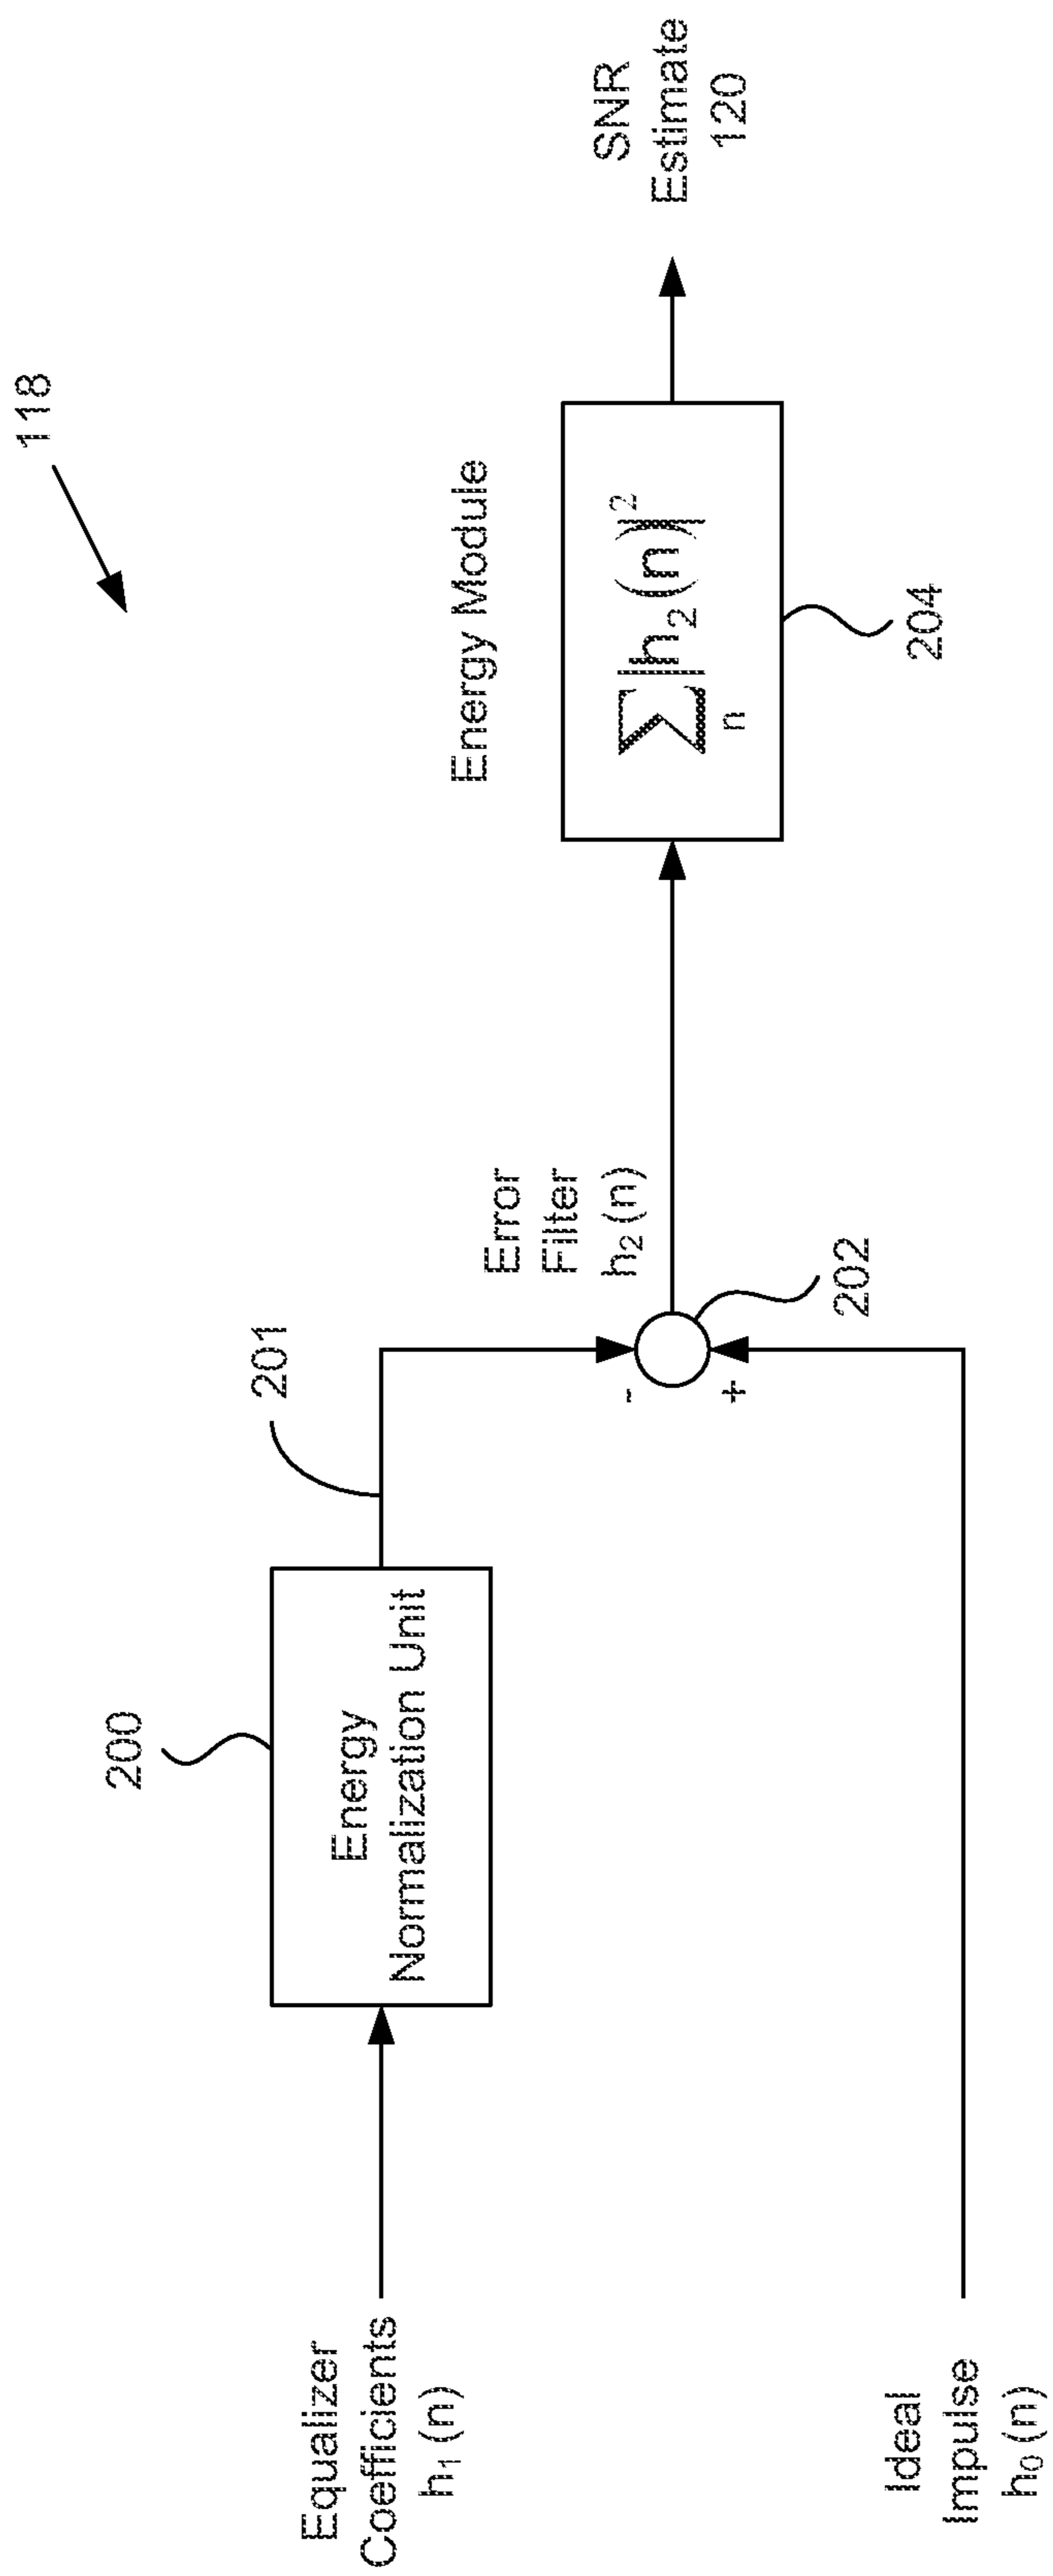 118
200
Energy
Normalization Unit
201
Equalizer
Coefficients
h₁ (n)
Error
Filter
h₂ (n)
Energy Module
∑|h₂(n)|²
n
SNR
Estimate
120
-
+
202
204
Ideal
Impulse
h₀ (n)